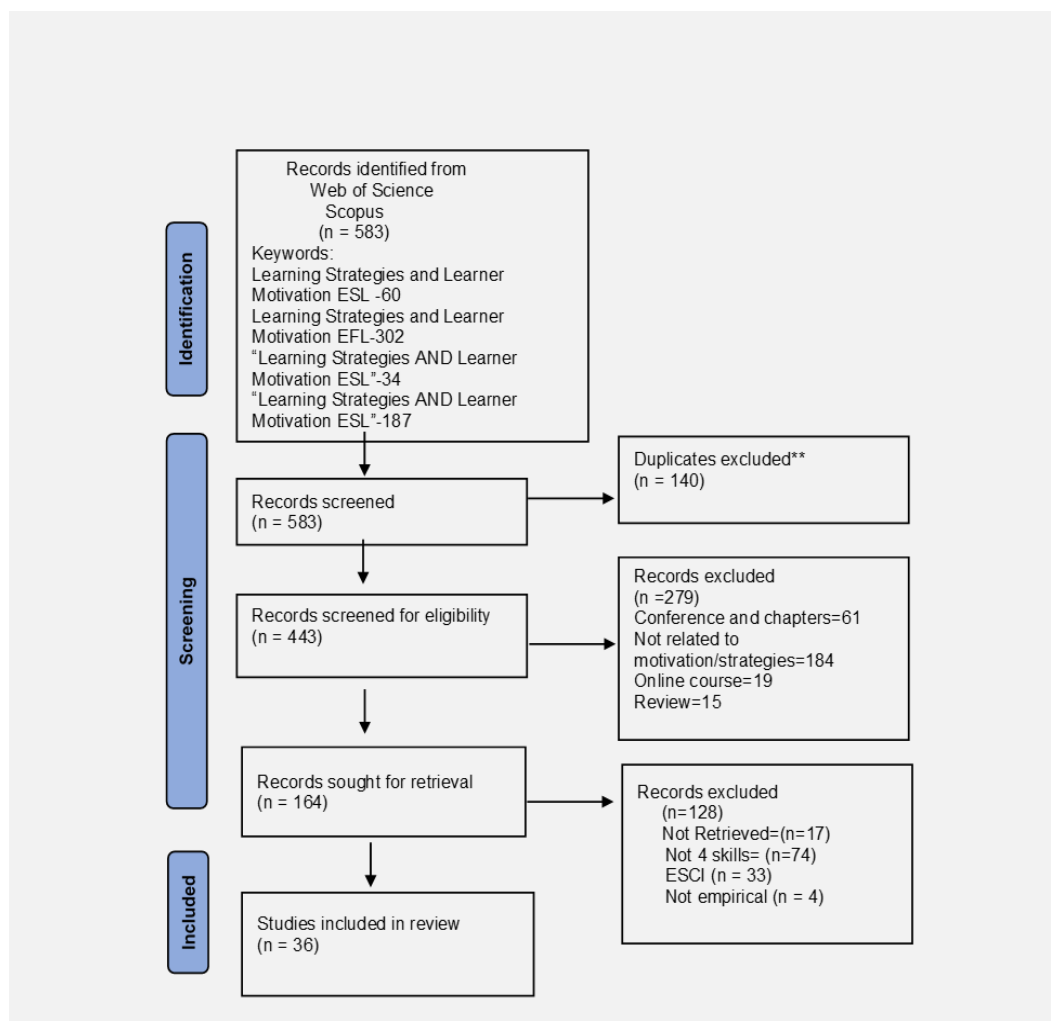 Identification
Records identified from
Web of Science
Scopus
(n = 583)
Keywords:
Learning Strategies and Learner
Motivation ESL -60
Learning Strategies and Learner
Motivation EFL-302
“Learning Strategies AND Learner
Motivation ESL”-34
“Learning Strategies AND Learner
Motivation ESL”-187
Screening
Records screened
(n = 583)
Duplicates excluded**
(n = 140)
Records screened for eligibility
(n = 443)
Records excluded
(n =279)
Conference and chapters=61
Not related to
motivation/strategies=184
Online course=19
Review=15
Records sought for retrieval
(n = 164)
Records excluded
(n=128)
Not Retrieved=(n=17)
Not 4 skills= (n=74)
ESCI (n = 33)
Not empirical (n = 4)
Included
Studies included in review
(n = 36)